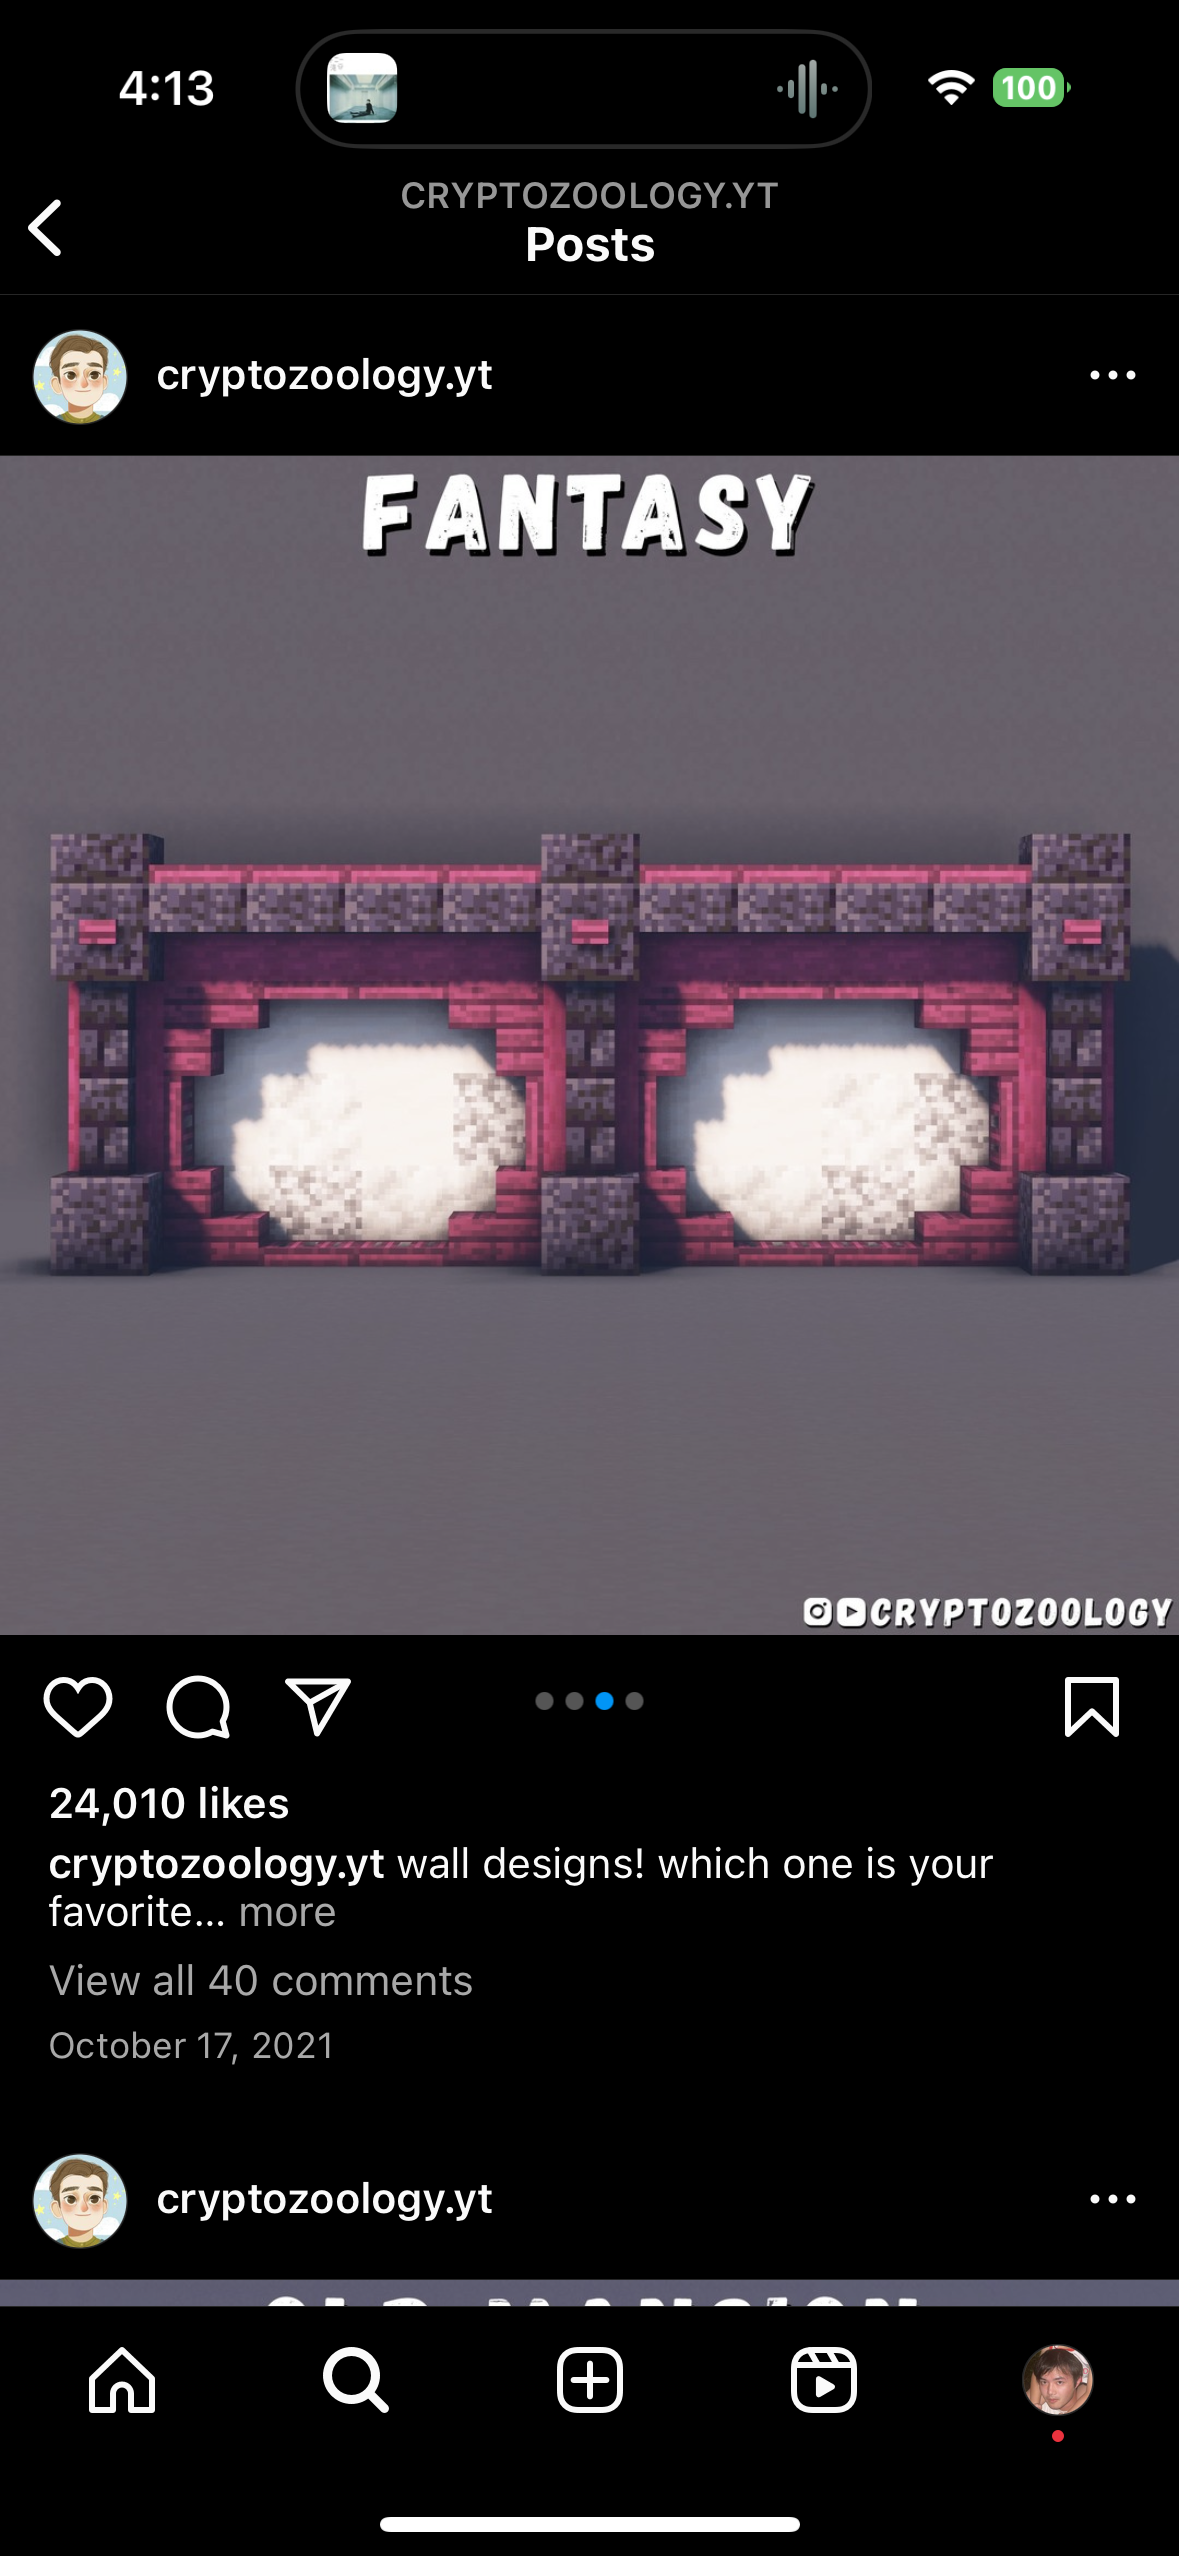 4:13
100
CRYPTOZOOLOGY.YT
Posts
cryptozoology.yt
FANTASY
CRYPTOZOOLOGY
24,010 likes
cryptozoology.yt wall designs! which one is your
favorite... more
View all 40 comments
October 17, 2021
cryptozoology.yt